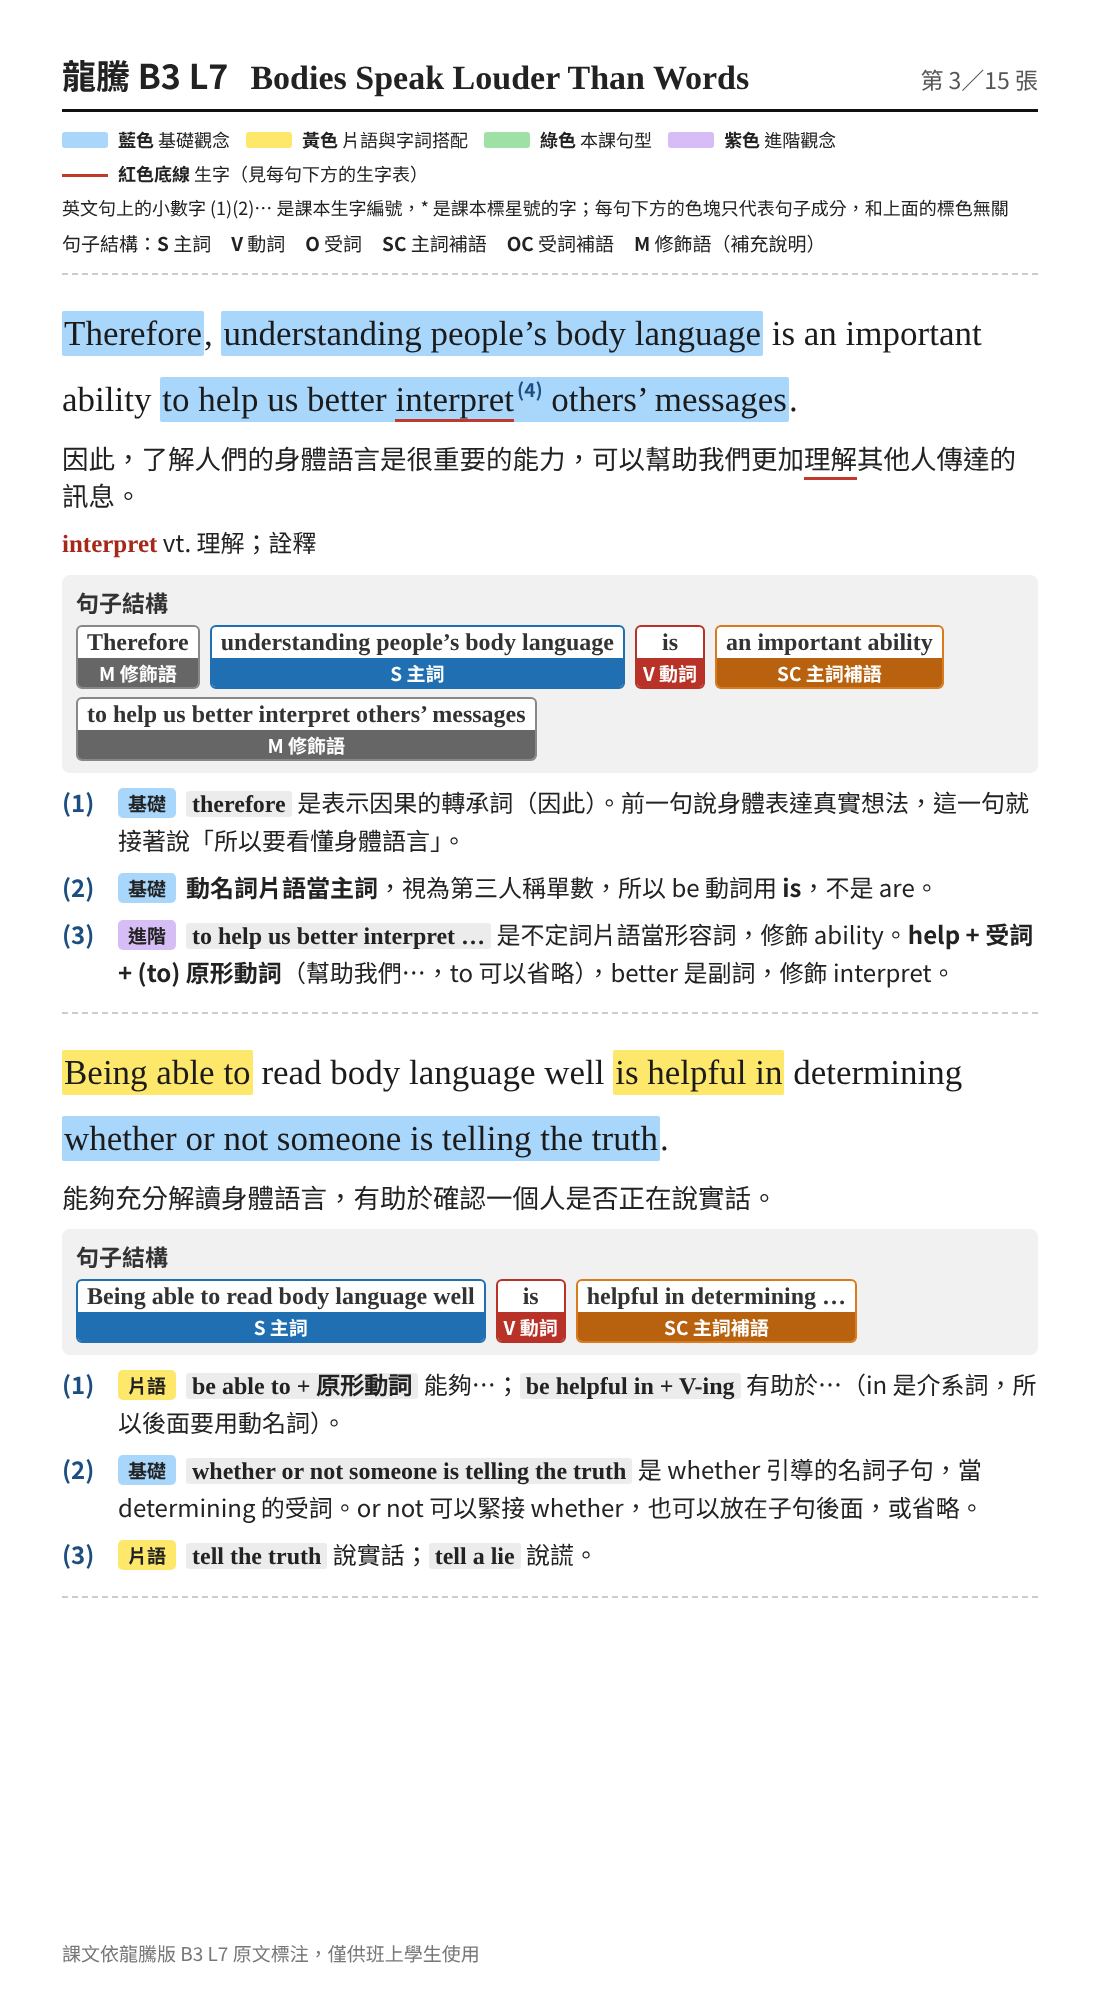 龍騰 B3 L7 Bodies Speak Louder Than Words 第 3／15 張
藍色 基礎觀念 黃色 片語與字詞搭配 綠色 本課句型 紫色 進階觀念
紅色底線 生字（見每句下方的生字表）
英文句上的小數字 (1)(2)⋯ 是課本生字編號，* 是課本標星號的字；每句下方的色塊只代表句子成分，和上面的標色無關
句子結構：S 主詞 V 動詞 O 受詞 SC 主詞補語 OC 受詞補語 M 修飾語（補充說明）
Therefore, understanding people’s body language is an important
ability to help us better interpret(4) others’ messages.
因此，了解人們的身體語言是很重要的能力，可以幫助我們更加理解其他人傳達的
訊息。
interpret vt. 理解；詮釋
句子結構
Therefore understanding people’s body language is an important ability
M 修飾語 S 主詞 V 動詞 SC 主詞補語
to help us better interpret others’ messages
M 修飾語
(1) 基礎 therefore 是表示因果的轉承詞（因此）。前一句說身體表達真實想法，這一句就
接著說「所以要看懂身體語言」。
(2) 基礎 動名詞片語當主詞，視為第三人稱單數，所以 be 動詞用 is，不是 are。
(3) 進階 to help us better interpret … 是不定詞片語當形容詞，修飾 ability。help + 受詞
+ (to) 原形動詞（幫助我們⋯，to 可以省略），better 是副詞，修飾 interpret。
Being able to read body language well is helpful in determining
whether or not someone is telling the truth.
能夠充分解讀身體語言，有助於確認一個人是否正在說實話。
句子結構
Being able to read body language well is helpful in determining …
S 主詞 V 動詞 SC 主詞補語
(1) 片語 be able to + 原形動詞 能夠⋯；be helpful in + V-ing 有助於⋯（in 是介系詞，所
以後面要用動名詞）。
(2) 基礎 whether or not someone is telling the truth 是 whether 引導的名詞子句，當
determining 的受詞。or not 可以緊接 whether，也可以放在子句後面，或省略。
(3) 片語 tell the truth 說實話；tell a lie 說謊。
課文依龍騰版 B3 L7 原文標注，僅供班上學生使用